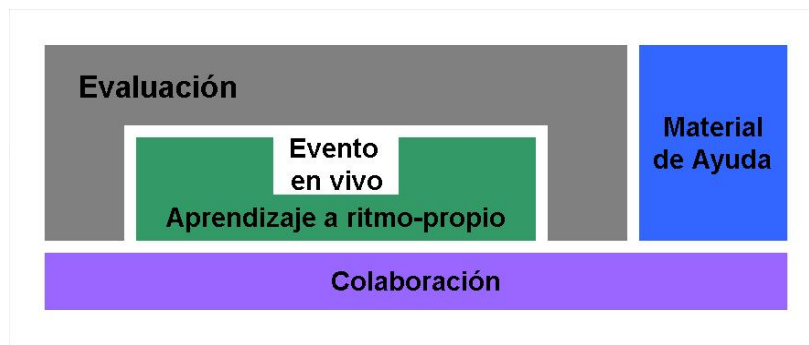 Evaluación
Material
de Ayuda
Evento
en vivo
Aprendizaje a ritmo-propio
Colaboración